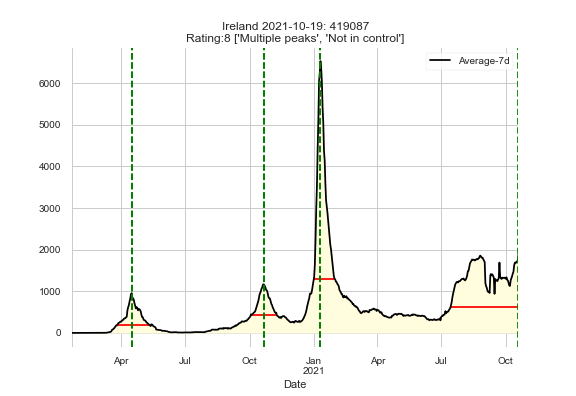 Ireland 2021-10-19: 419087
Rating:8 ['Multiple peaks', 'Not in control']
Average-7d
6000
5000
4000
3000
2000
1000
0
Apr Jul Oct Jan Apr Jul Oct
2021
Date